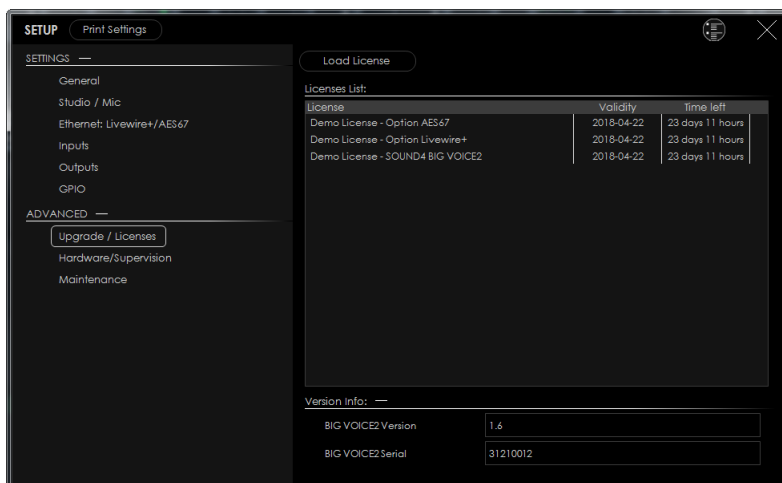 SETUP Print Settings
SETTINGS
General
Studio / Mic
Ethernet: Livewire+/AES67
Inputs
Outputs
GPIO
ADVANCED
Upgrade / Licenses
Hardware/Supervision
Maintenance
Load License
Licenses List:
License Validity Time left
Demo License - Option AES67 2018-04-22 23 days 11 hours
Demo License - Option Livewire+ 2018-04-22 23 days 11 hours
Demo License - SOUND4 BIG VOICE2 2018-04-22 23 days 11 hours
Version Info:
BIG VOICE2 Version 1.6
BIG VOICE2 Serial 31210012